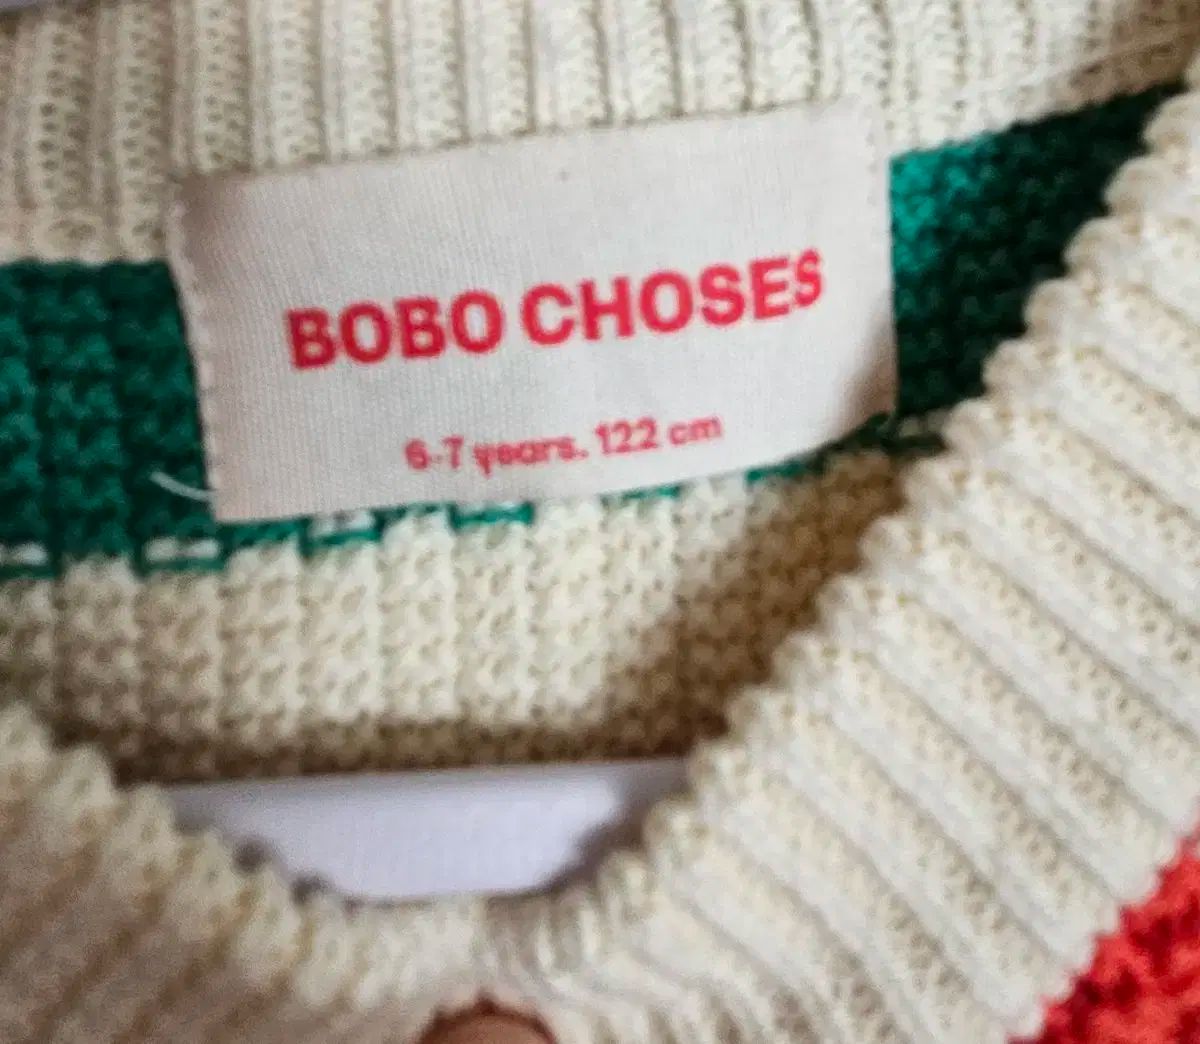 BOBO CHOSES
6-7 years. 122 cm